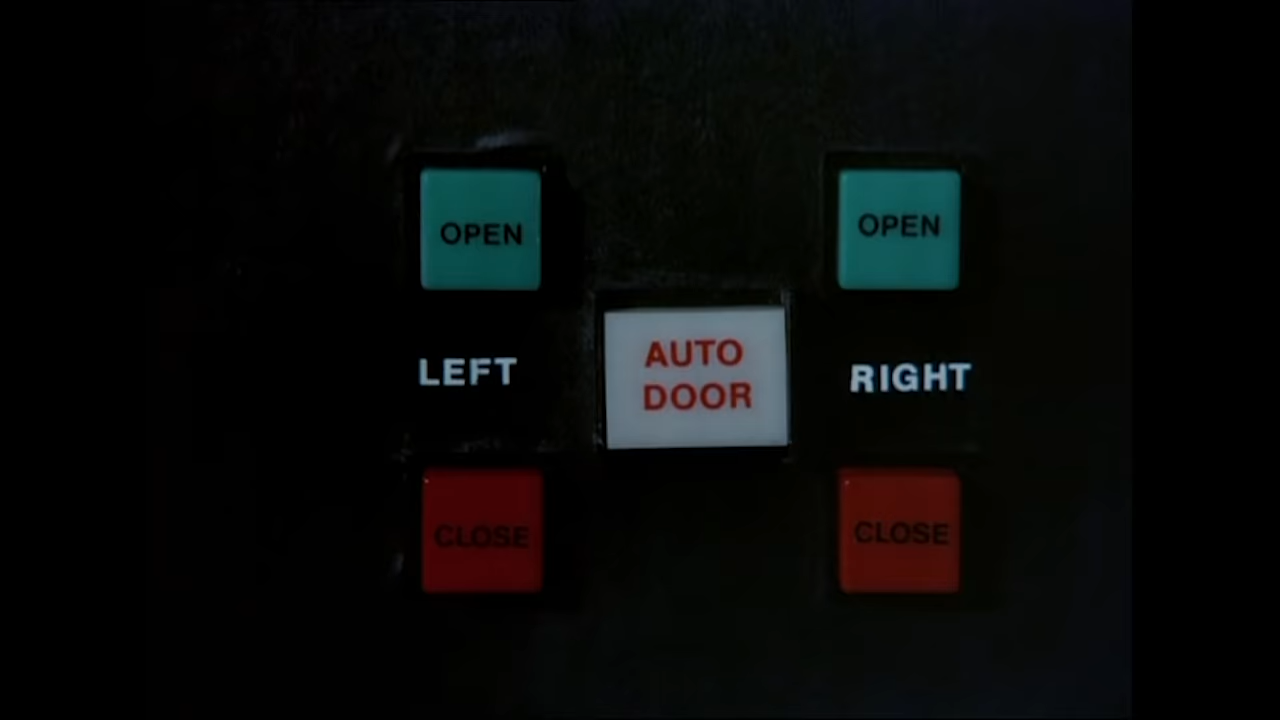 OPEN
OPEN
LEFT
AUTO
DOOR
RIGHT
CLOSE
CLOSE